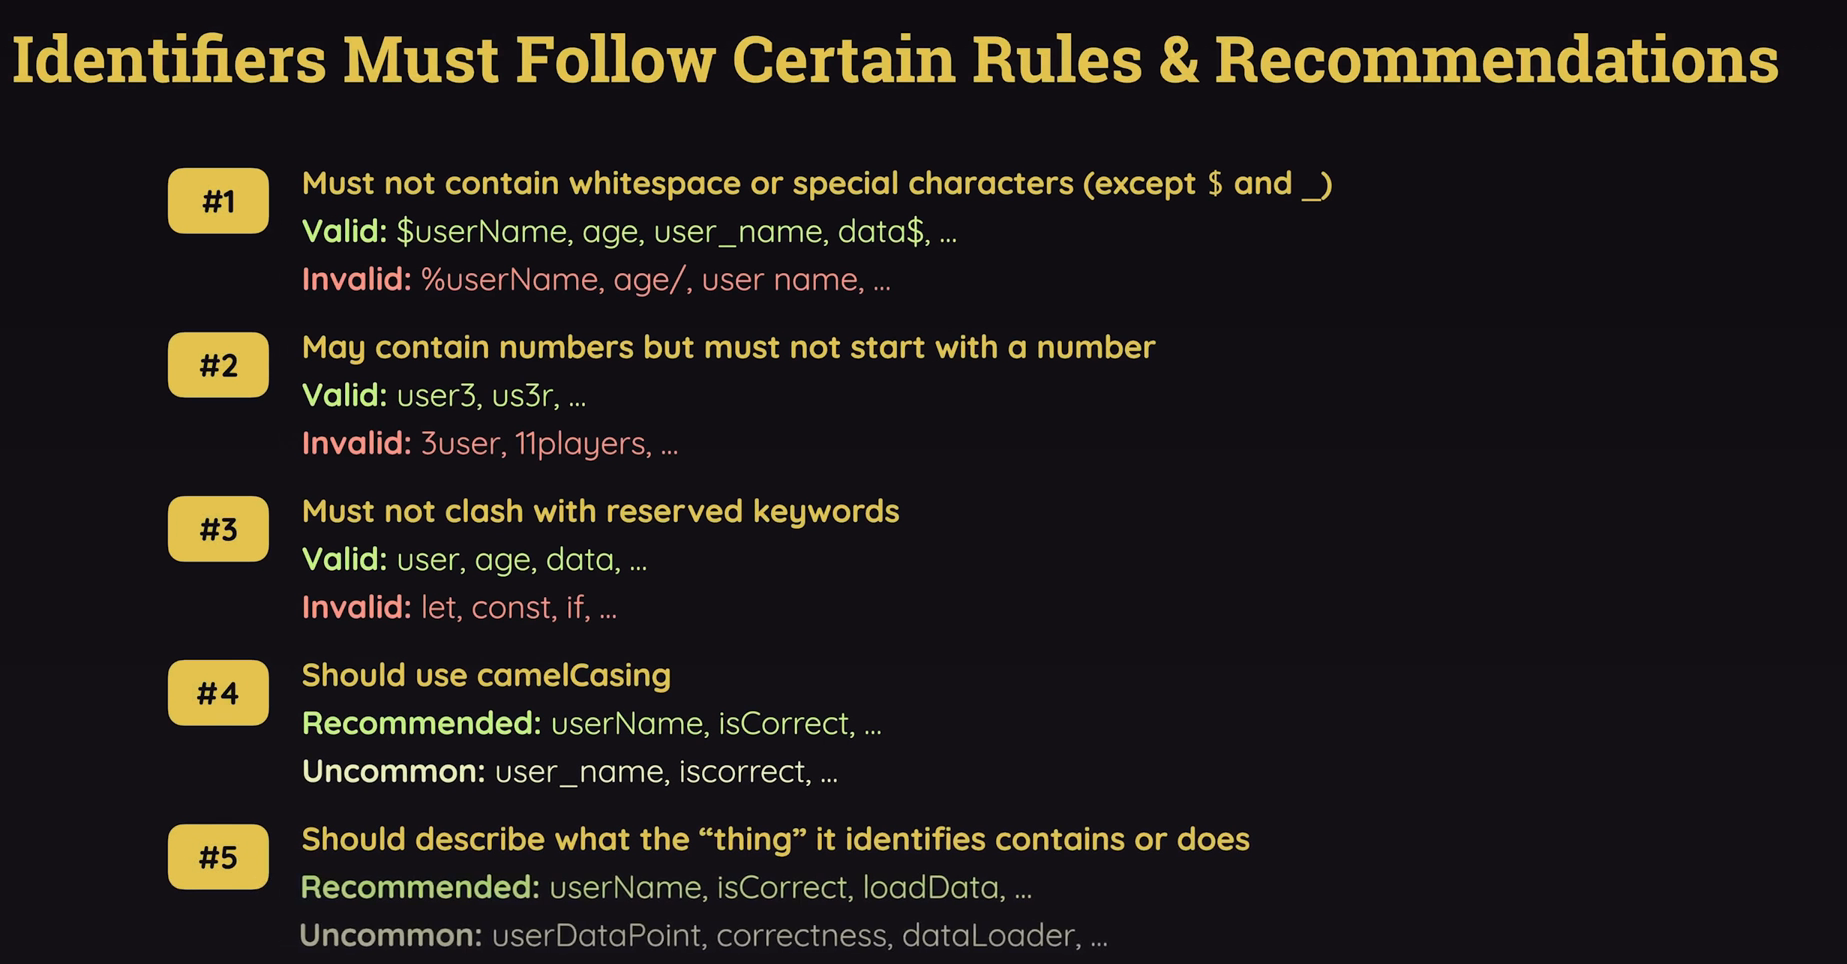 Identifiers Must Follow Certain Rules & Recommendations
#1
Must not contain whitespace or special characters (except $ and _)
Valid: $userName, age, user_name, data$, ...
Invalid: %userName, age/, user name, ...
#2
May contain numbers but must not start with a number
Valid: user3, us3r, ...
Invalid: 3user, 11players, ...
#3
Must not clash with reserved keywords
Valid: user, age, data, ...
Invalid: let, const, if, ...
#4
Should use camelCasing
Recommended: userName, isCorrect, ...
Uncommon: user_name, iscorrect, ...
#5
Should describe what the “thing” it identifies contains or does
Recommended: userName, isCorrect, loadData, ...
Uncommon: userDataPoint, correctness, dataLoader, ...